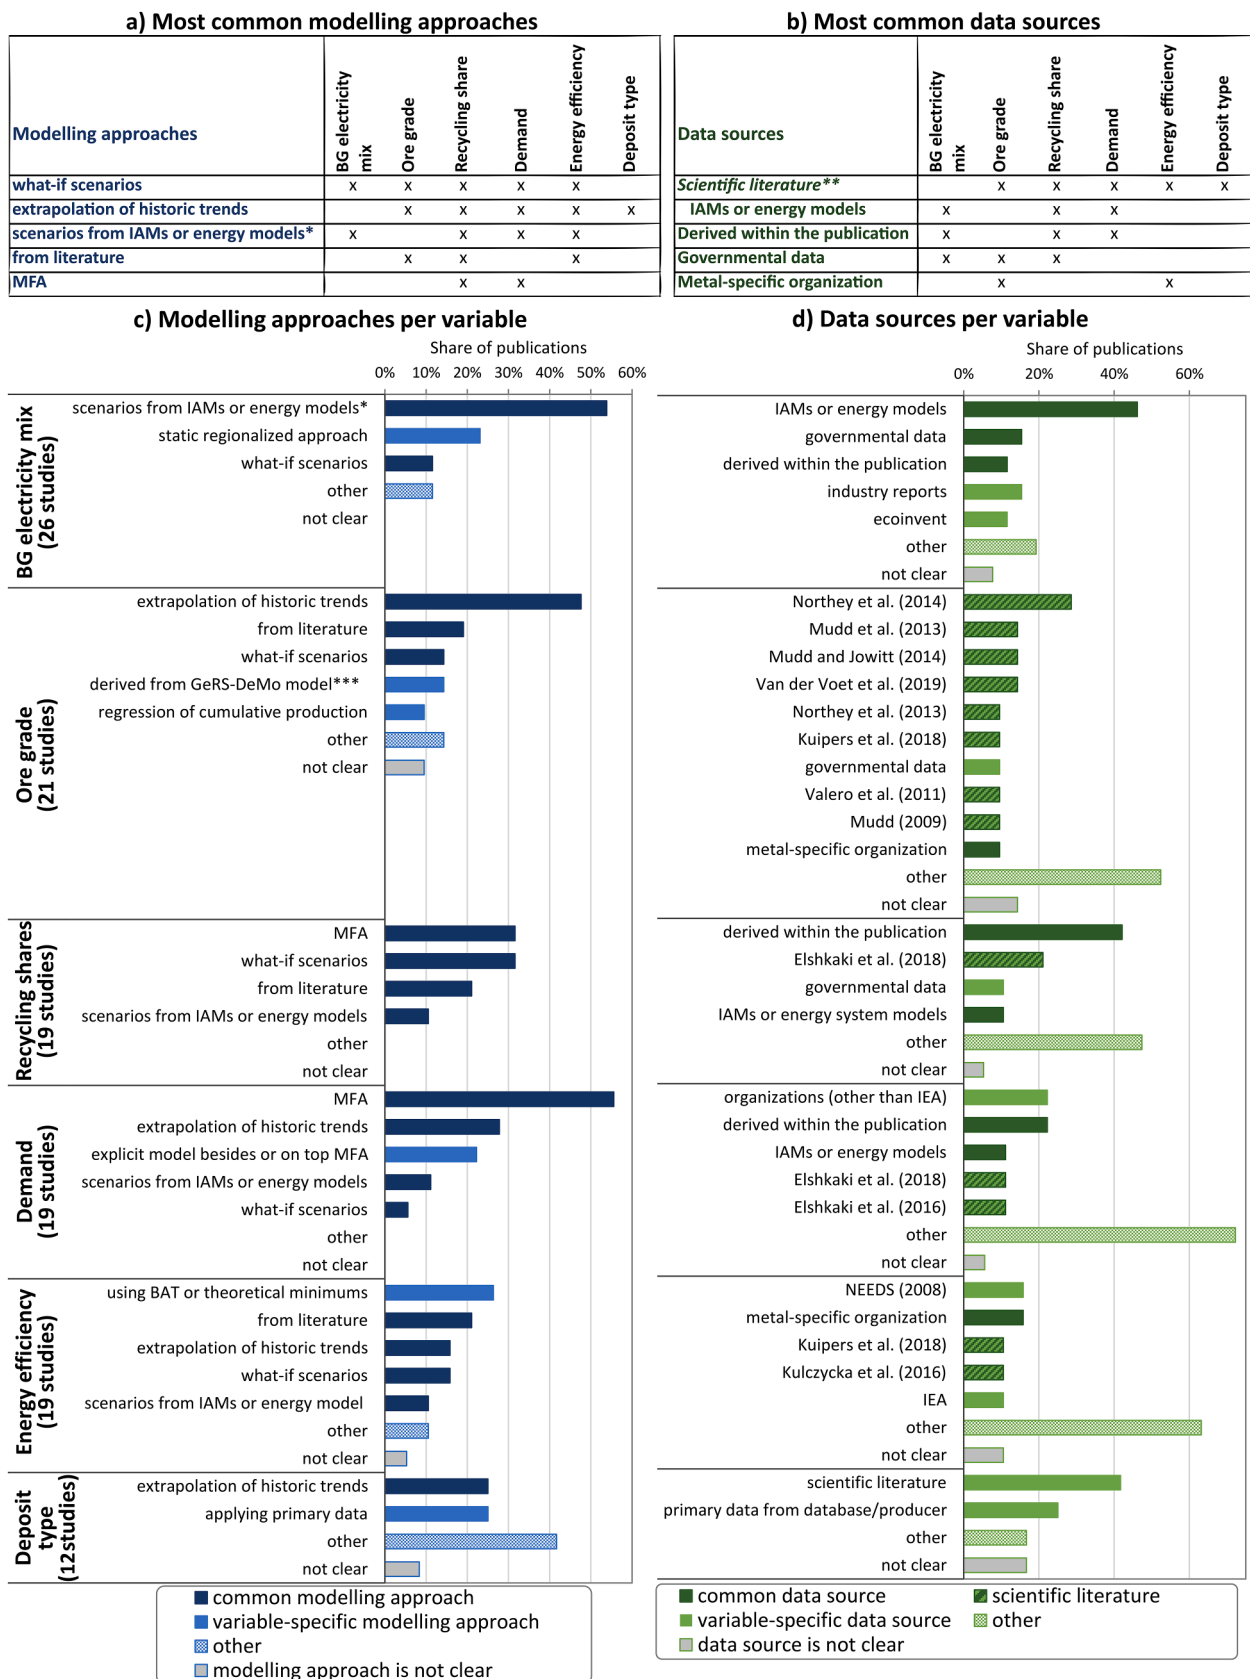 a) Most common modelling approaches
Modelling approaches
BG electricity
mix
Ore grade
Recycling share
Demand
Energy efficiency
Deposit type
what-if scenarios x x x x x
extrapolation of historic trends x x x x x
scenarios from IAMs or energy models* x x x x
from literature x x x
MFA x x
b) Most common data sources
Data sources
BG electricity
mix
Ore grade
Recycling share
Demand
Energy efficiency
Deposit type
Scientific literature** x x x x x
IAMs or energy models x x x
Derived within the publication x x x
Governmental data x x x
Metal-specific organization x x
c) Modelling approaches per variable
Share of publications
0% 10% 20% 30% 40% 50% 60%
BG electricity mix
(26 studies)
scenarios from IAMs or energy models*
static regionalized approach
what-if scenarios
other
not clear
Ore grade
(21 studies)
extrapolation of historic trends
from literature
what-if scenarios
derived from GeRS-DeMo model***
regression of cumulative production
other
not clear
Recycling shares
(19 studies)
MFA
what-if scenarios
from literature
scenarios from IAMs or energy models
other
not clear
Demand
(19 studies)
MFA
extrapolation of historic trends
explicit model besides or on top MFA
scenarios from IAMs or energy models
what-if scenarios
other
not clear
Energy efficiency
(19 studies)
using BAT or theoretical minimums
from literature
extrapolation of historic trends
what-if scenarios
scenarios from IAMs or energy model
other
not clear
Deposit
type
(12studies)
extrapolation of historic trends
applying primary data
other
not clear
common modelling approach
variable-specific modelling approach
other
modelling approach is not clear
d) Data sources per variable
Share of publications
0% 20% 40% 60%
IAMs or energy models
governmental data
derived within the publication
industry reports
ecoinvent
other
not clear
Northey et al. (2014)
Mudd et al. (2013)
Mudd and Jowitt (2014)
Van der Voet et al. (2019)
Northey et al. (2013)
Kuipers et al. (2018)
governmental data
Valero et al. (2011)
Mudd (2009)
metal-specific organization
other
not clear
derived within the publication
Elshkaki et al. (2018)
governmental data
IAMs or energy system models
other
not clear
organizations (other than IEA)
derived within the publication
IAMs or energy models
Elshkaki et al. (2018)
Elshkaki et al. (2016)
other
not clear
NEEDS (2008)
metal-specific organization
Kuipers et al. (2018)
Kulczycka et al. (2016)
IEA
other
not clear
scientific literature
primary data from database/producer
other
not clear
common data source
scientific literature
variable-specific data source
other
data source is not clear